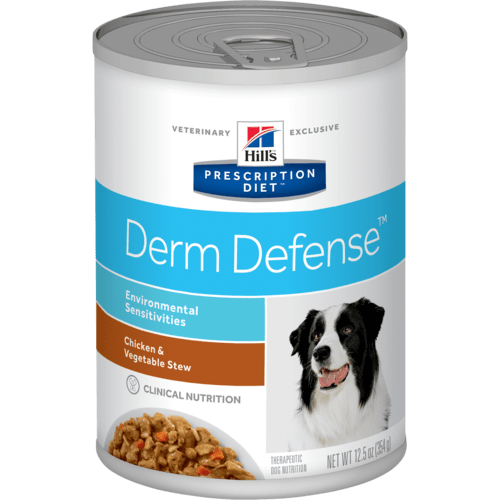 VETERINARY EXCLUSIVE
Hill's
PRESCRIPTION
DIET™
Derm Defense™
Environmental
Sensitivities
Chicken &
Vegetable Stew
CLINICAL NUTRITION
THERAPEUTIC
DOG NUTRITION
NET WT 12.5 oz (354 g)